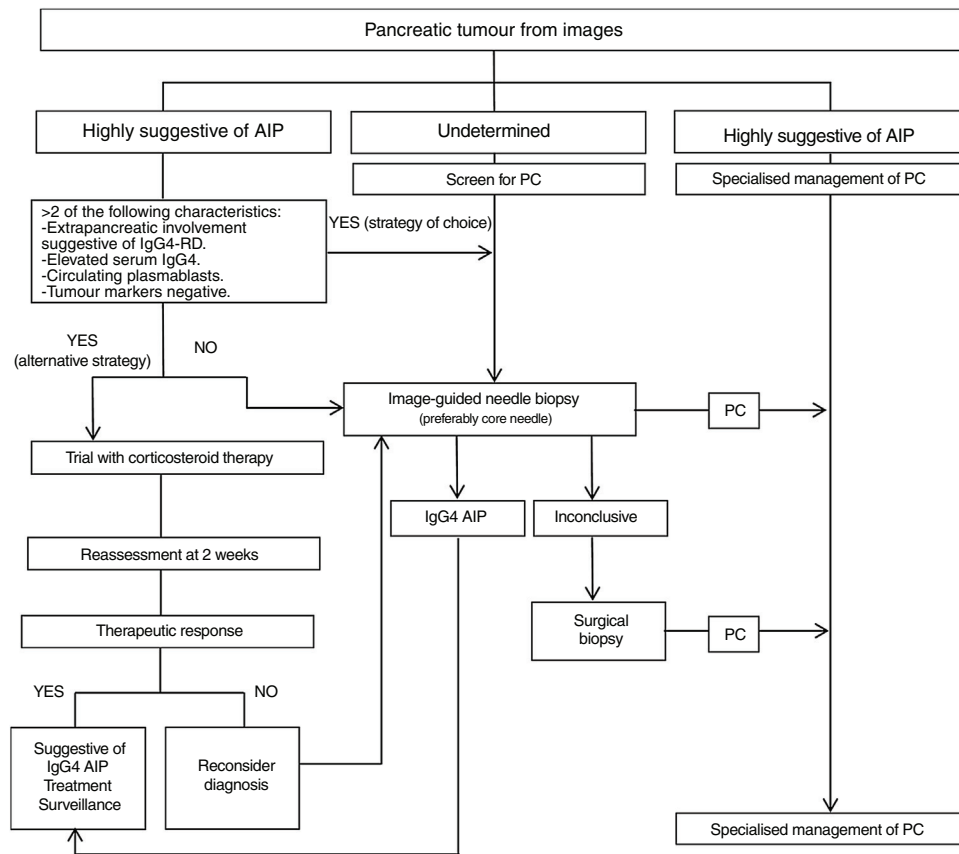 Pancreatic tumour from images
Highly suggestive of AIP
Undetermined
Highly suggestive of AIP
Screen for PC
Specialised management of PC
>2 of the following characteristics:
-Extrapancreatic involvement
suggestive of IgG4-RD.
-Elevated serum IgG4.
-Circulating plasmablasts.
-Tumour markers negative.
YES (strategy of choice)
YES
(alternative strategy)
NO
Image-guided needle biopsy
(preferably core needle)
PC
Trial with corticosteroid therapy
IgG4 AIP
Inconclusive
Reassessment at 2 weeks
Therapeutic response
Surgical
biopsy
PC
YES
NO
Suggestive of
IgG4 AIP
Treatment
Surveillance
Reconsider
diagnosis
Specialised management of PC